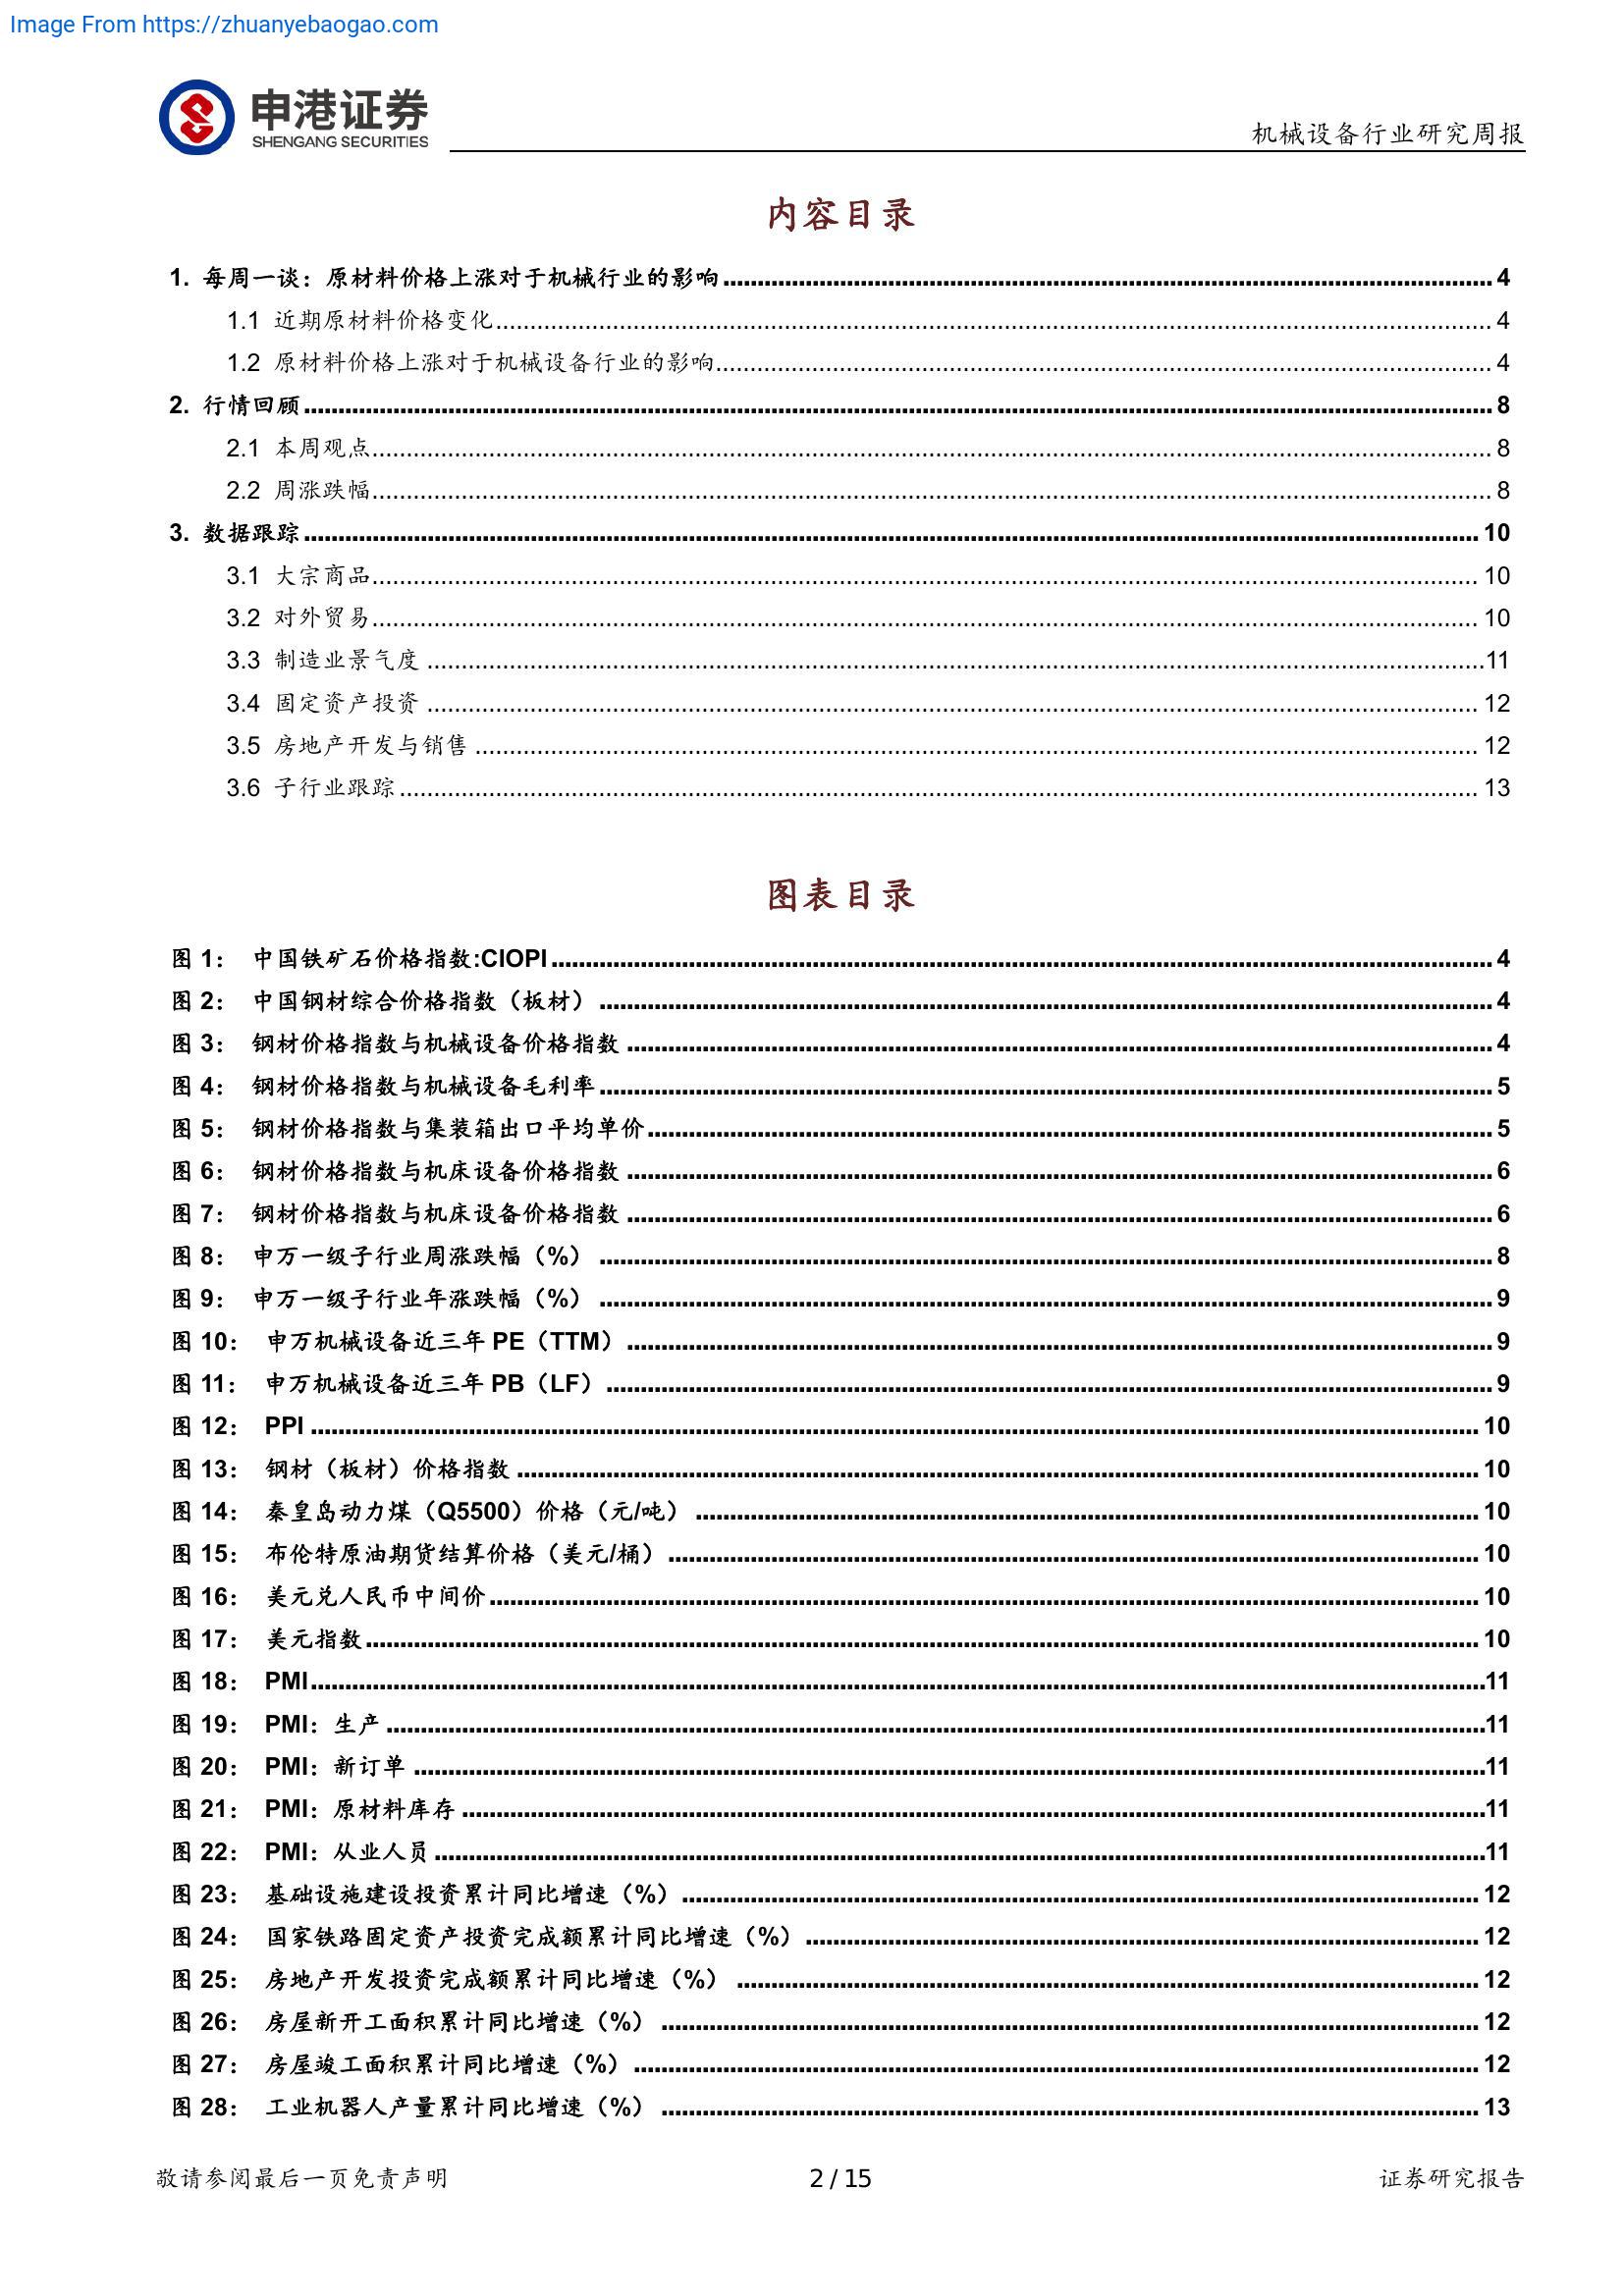 Image From https://zhuanyebaogao.com
申港证券
SHENGANG SECURITIES
机械设备行业研究周报
内容目录
1. 每周一谈：原材料价格上涨对于机械行业的影响 4
1.1 近期原材料价格变化 4
1.2 原材料价格上涨对于机械设备行业的影响 4
2. 行情回顾 8
2.1 本周观点 8
2.2 周涨跌幅 8
3. 数据跟踪 10
3.1 大宗商品 10
3.2 对外贸易 10
3.3 制造业景气度 11
3.4 固定资产投资 12
3.5 房地产开发与销售 12
3.6 子行业跟踪 13
图表目录
图 1： 中国铁矿石价格指数:CIOPI 4
图 2： 中国钢材综合价格指数（板材） 4
图 3： 钢材价格指数与机械设备价格指数 4
图 4： 钢材价格指数与机械设备毛利率 5
图 5： 钢材价格指数与集装箱出口平均单价 5
图 6： 钢材价格指数与机床设备价格指数 6
图 7： 钢材价格指数与机床设备价格指数 6
图 8： 申万一级子行业周涨跌幅（%） 8
图 9： 申万一级子行业年涨跌幅（%） 9
图 10： 申万机械设备近三年 PE（TTM） 9
图 11： 申万机械设备近三年 PB（LF） 9
图 12： PPI 10
图 13： 钢材（板材）价格指数 10
图 14： 秦皇岛动力煤（Q5500）价格（元/吨） 10
图 15： 布伦特原油期货结算价格（美元/桶） 10
图 16： 美元兑人民币中间价 10
图 17： 美元指数 10
图 18： PMI 11
图 19： PMI：生产 11
图 20： PMI：新订单 11
图 21： PMI：原材料库存 11
图 22： PMI：从业人员 11
图 23： 基础设施建设投资累计同比增速（%） 12
图 24： 国家铁路固定资产投资完成额累计同比增速（%） 12
图 25： 房地产开发投资完成额累计同比增速（%） 12
图 26： 房屋新开工面积累计同比增速（%） 12
图 27： 房屋竣工面积累计同比增速（%） 12
图 28： 工业机器人产量累计同比增速（%） 13
敬请参阅最后一页免责声明 2 / 15 证券研究报告